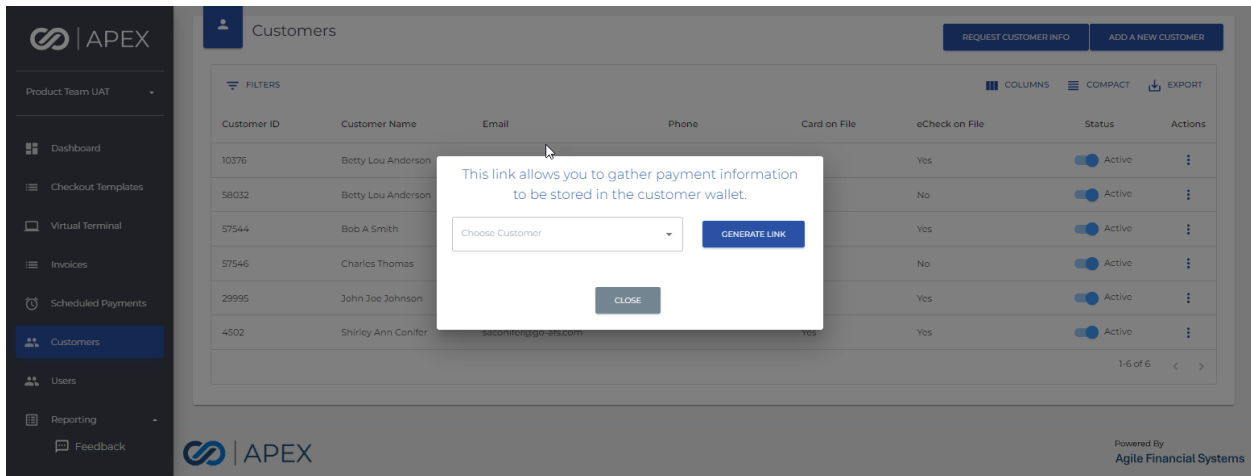 APEX
Product Team UAT
Dashboard
Checkout Templates
Virtual Terminal
Invoices
Scheduled Payments
Customers
Users
Reporting
Feedback
Customers
REQUEST CUSTOMER INFO
ADD A NEW CUSTOMER
FILTERS
COLUMNS
COMPACT
EXPORT
Customer ID Customer Name Email Phone Card on File eCheck on File Status Actions
10376 Betty Lou Anderson Yes Active
58032 Betty Lou Anderson No Active
57544 Bob A Smith Yes Active
57546 Charles Thomas No Active
29995 John Joe Johnson Yes Active
4502 Shirley Ann Conifer saconifer@go-afs.com Yes Yes Active
1-6 of 6
This link allows you to gather payment information
to be stored in the customer wallet.
Choose Customer
GENERATE LINK
CLOSE
APEX
Powered By
Agile Financial Systems